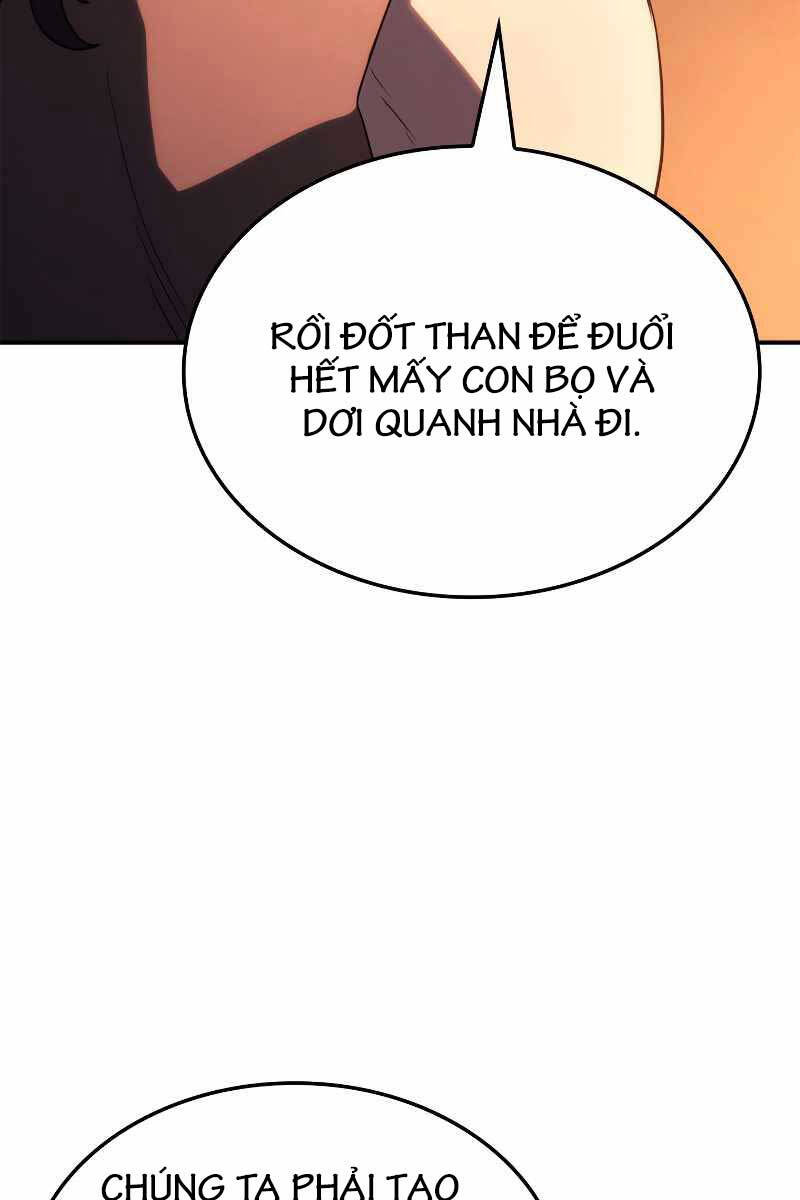 RỒI ĐỐT THAN ĐỂ ĐUỔI
HẾT MẤY CON BỌ VÀ
DƠI QUANH NHÀ ĐI.
CHÚNG TA PHẢI TẠO